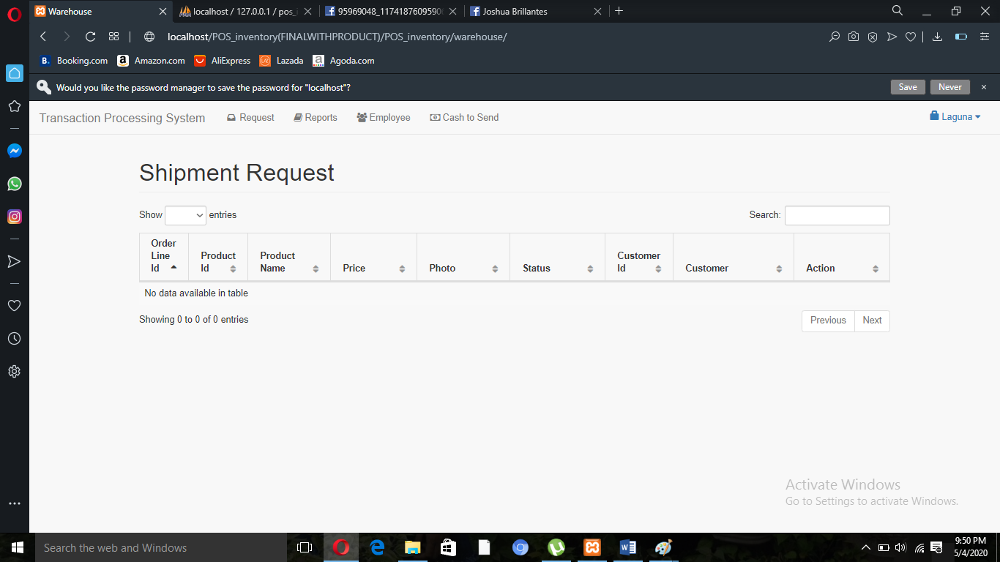 Warehouse
localhost / 127.0.0.1 / pos_i
95969048_11741876095906
Joshua Brillantes
localhost/POS_inventory(FINALWITHPRODUCT)/POS_inventory/warehouse/
B. Booking.com
a Amazon.com
AliExpress
Lazada
a Agoda.com
Would you like the password manager to save the password for "localhost"?
Save
Never
Transaction Processing System
Request
Reports
Employee
Cash to Send
Laguna
Shipment Request
Show entries
Search:
Order
Line
Id
Product
Id
Product
Name
Price
Photo
Status
Customer
Id
Customer
Action
No data available in table
Showing 0 to 0 of 0 entries
Previous
Next
Activate Windows
Go to Settings to activate Windows.
Search the web and Windows
9:50 PM
5/4/2020